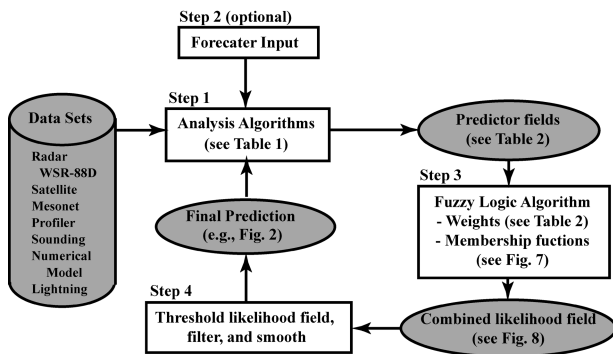 Step 2 (optional)
Forecater Input
Step 1
Analysis Algorithms
(see Table 1)
Data Sets
Radar
WSR-88D
Satellite
Mesonet
Profiler
Sounding
Numerical
Model
Lightning
Predictor fields
(see Table 2)
Step 3
Fuzzy Logic Algorithm
- Weights (see Table 2)
- Membership fuctions
(see Fig. 7)
Final Prediction
(e.g., Fig. 2)
Step 4
Threshold likelihood field,
filter, and smooth
Combined likelihood field
(see Fig. 8)